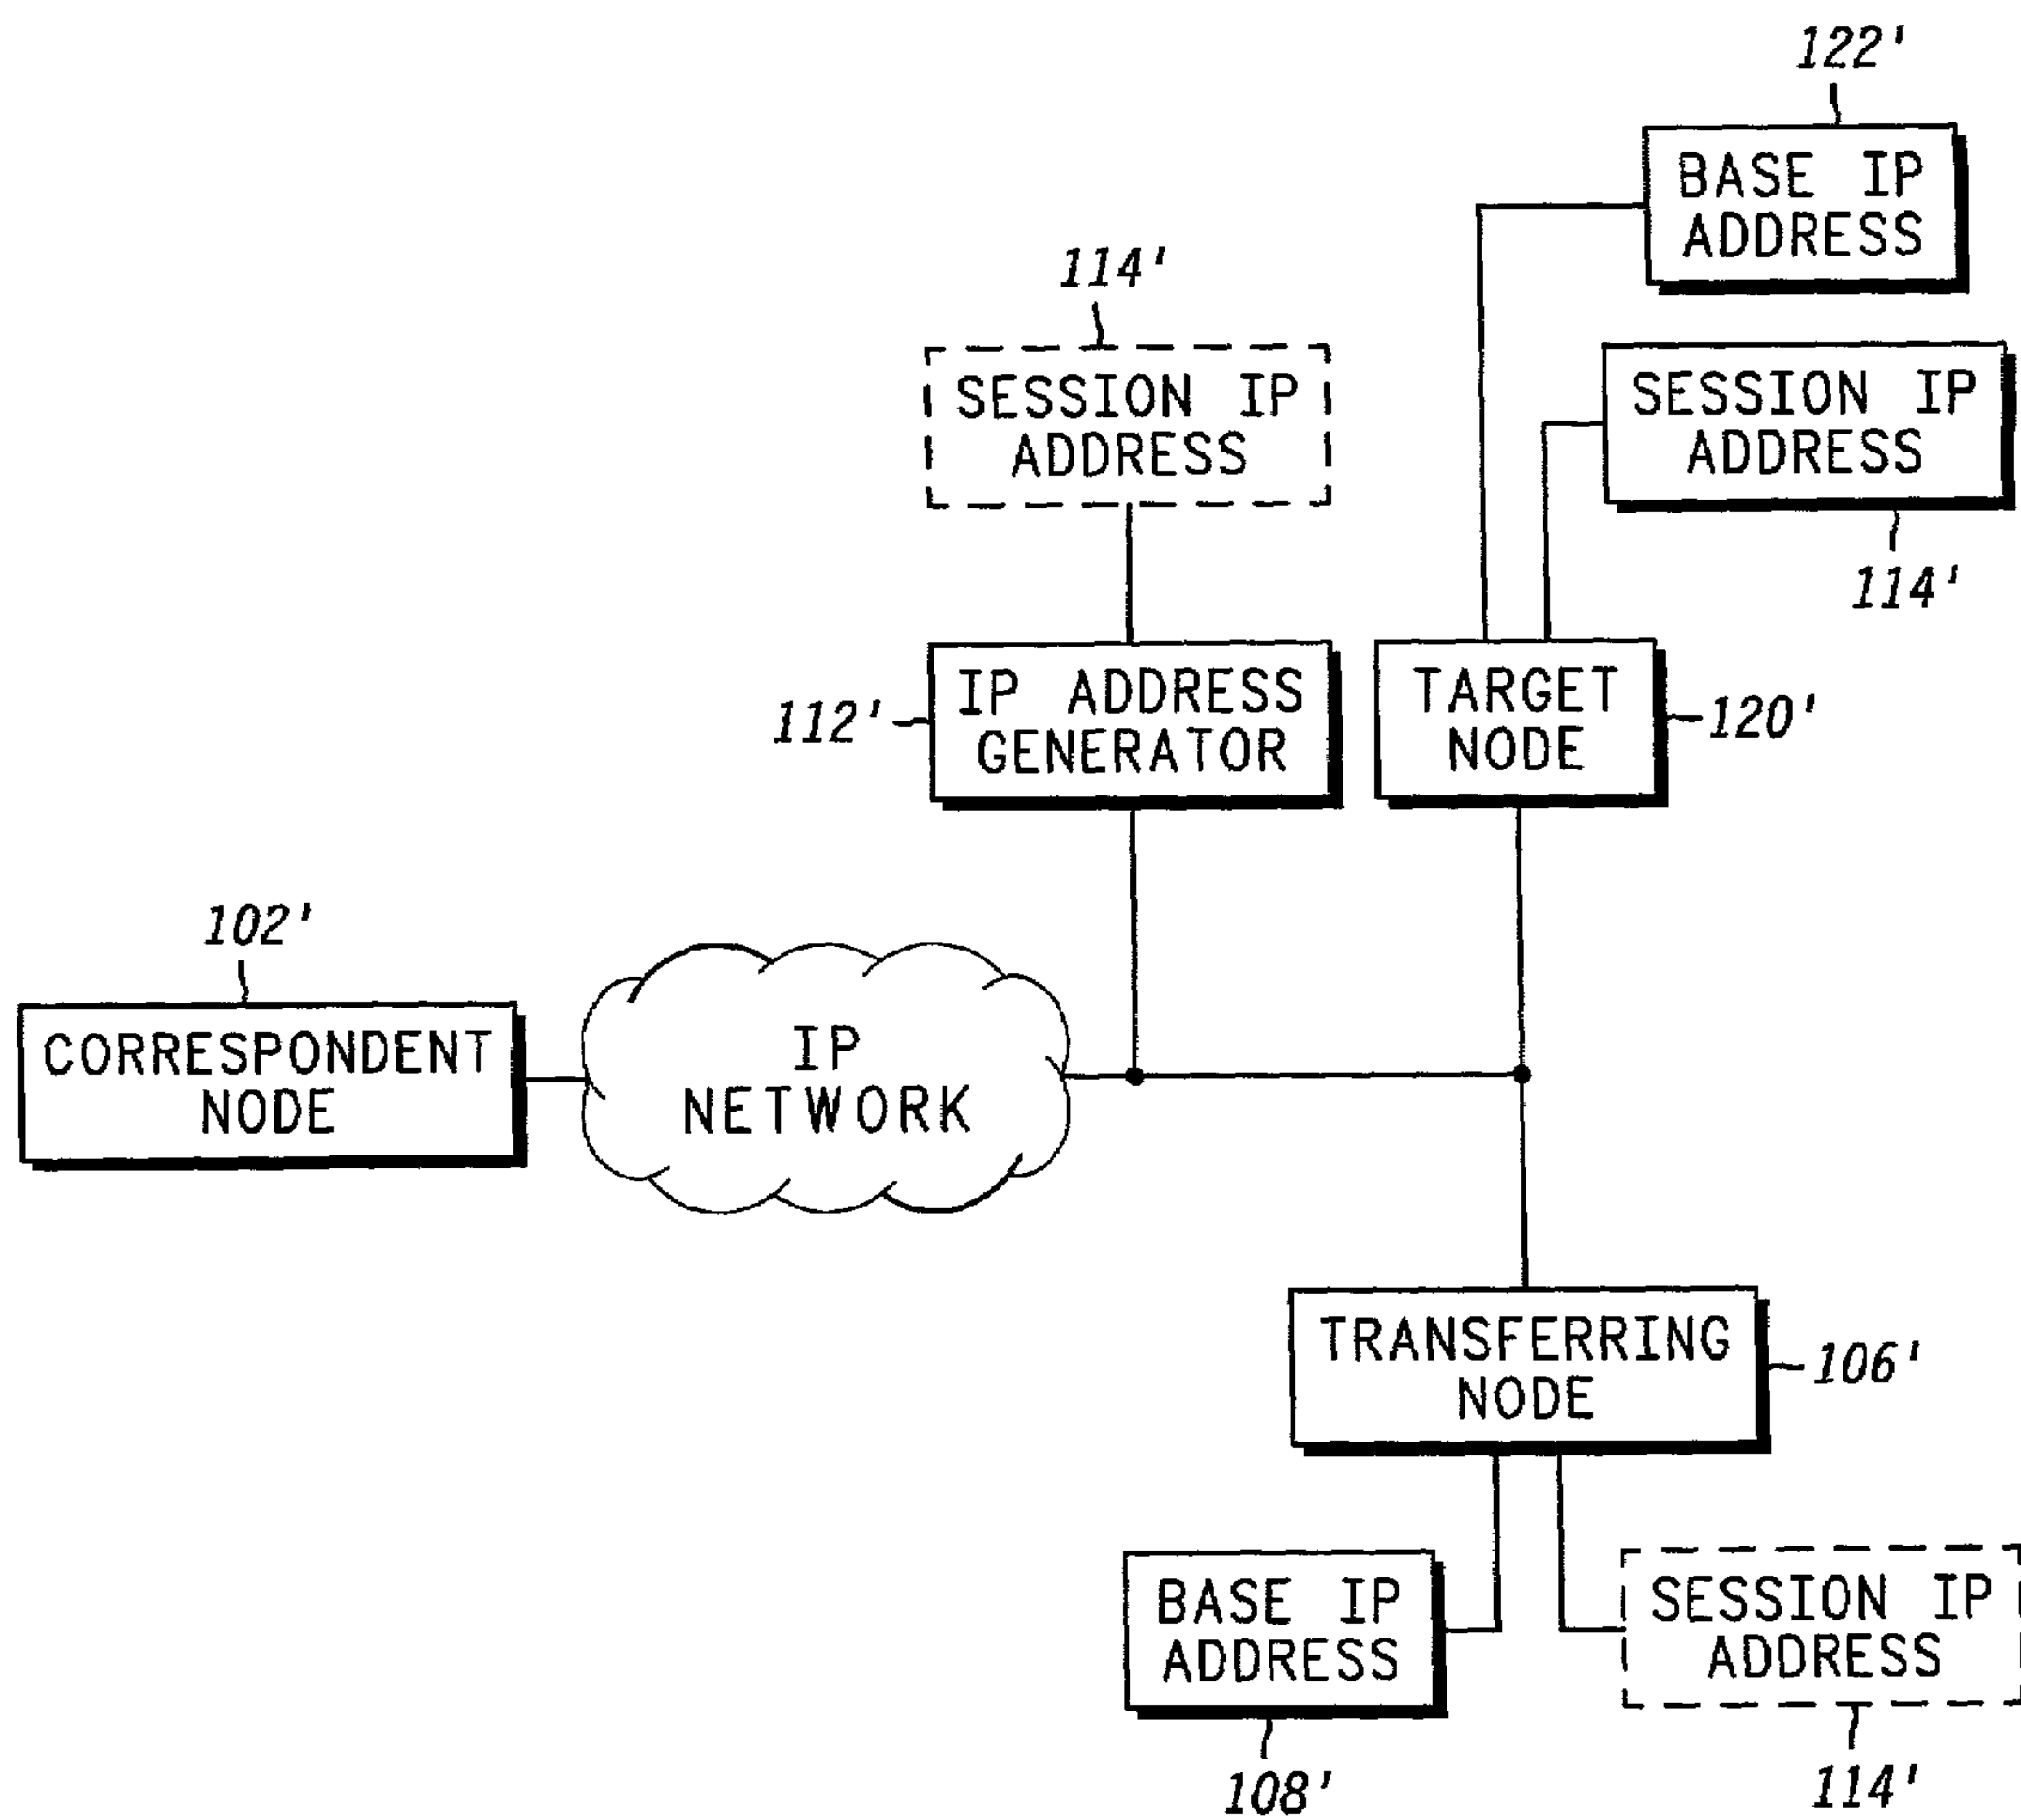 122'
BASE IP
ADDRESS
114'
SESSION IP
ADDRESS
SESSION IP
ADDRESS
114'
112'
IP ADDRESS
GENERATOR
TARGET
NODE
120'
102'
CORRESPONDENT
NODE
IP
NETWORK
TRANSFERRING
NODE
106'
BASE IP
ADDRESS
108'
SESSION IP
ADDRESS
114'